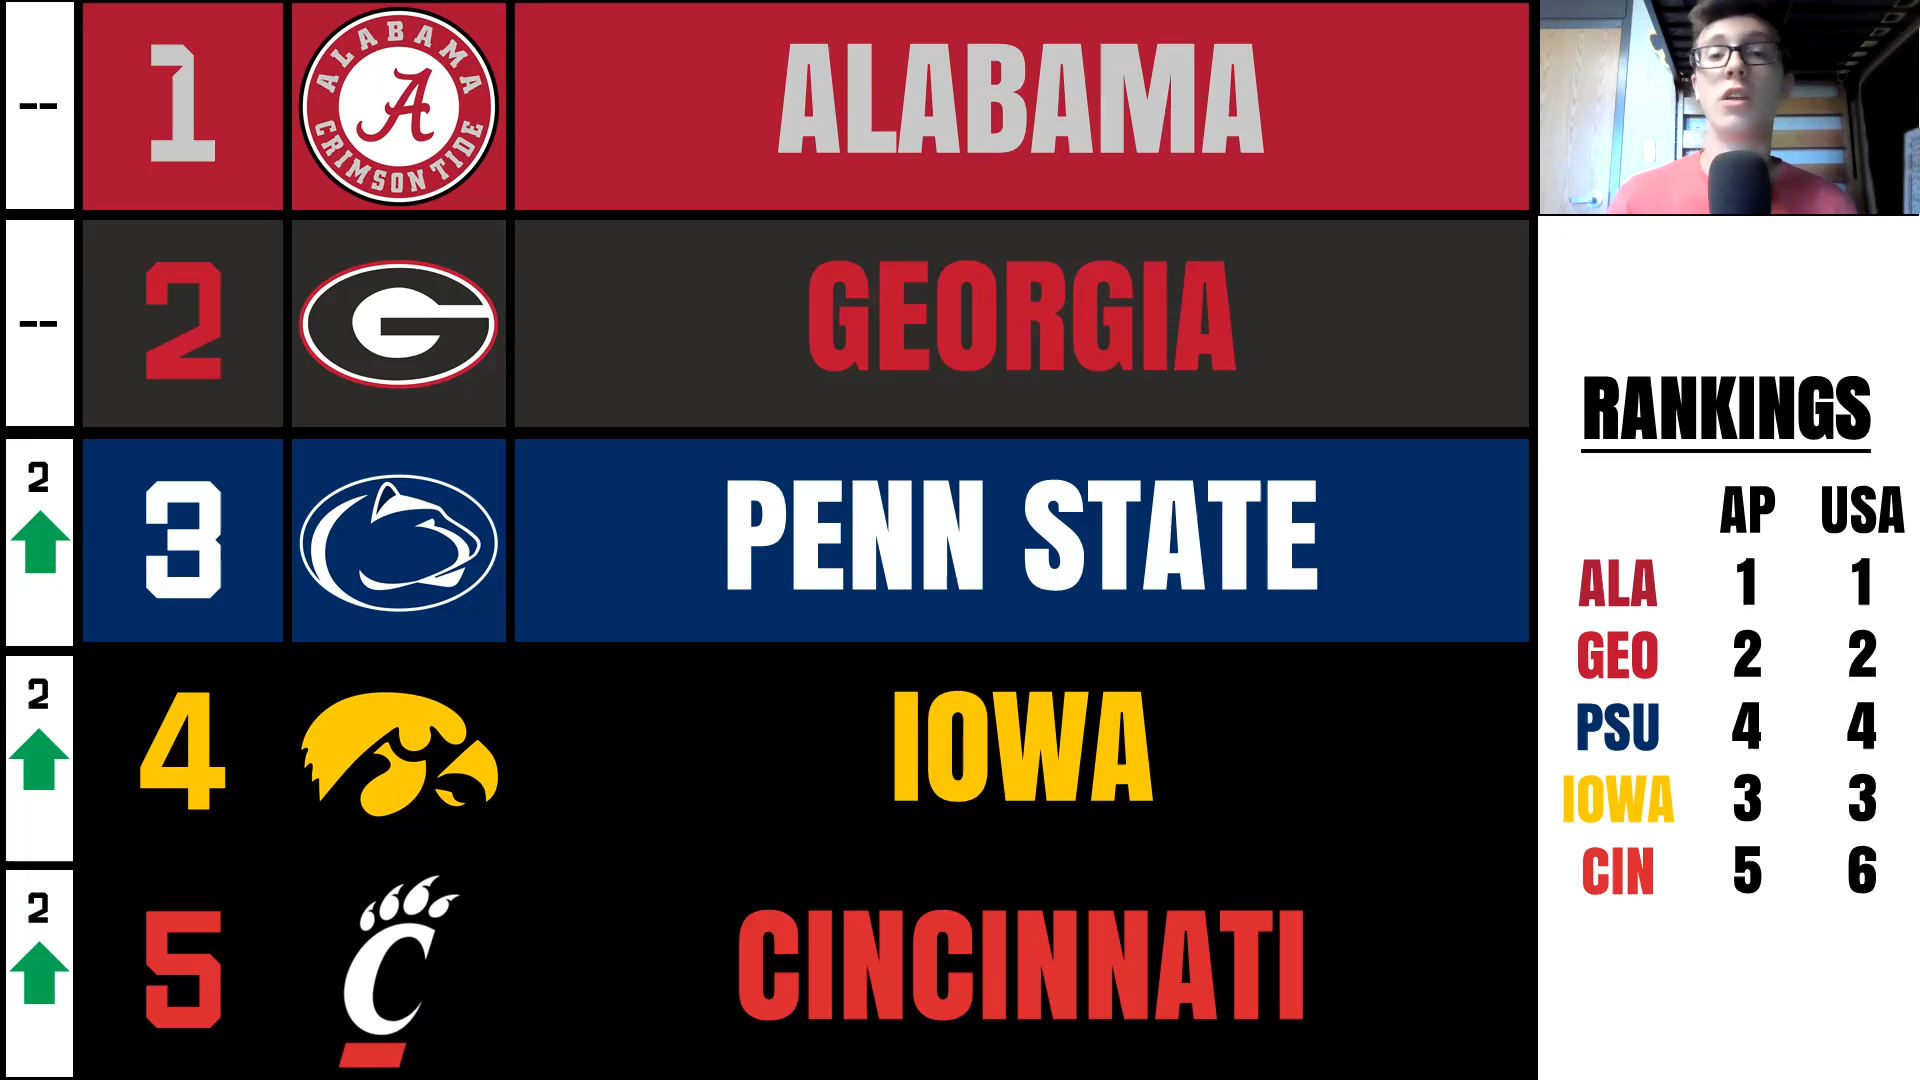 --
1
ALABAMA
A
CRIMSON TIDE
ALABAMA
--
2
G
GEORGIA
2
3
PENN STATE
2
4
IOWA
2
5
C
CINCINNATI
RANKINGS
AP USA
ALA 1 1
GEO 2 2
PSU 4 4
IOWA 3 3
CIN 5 6